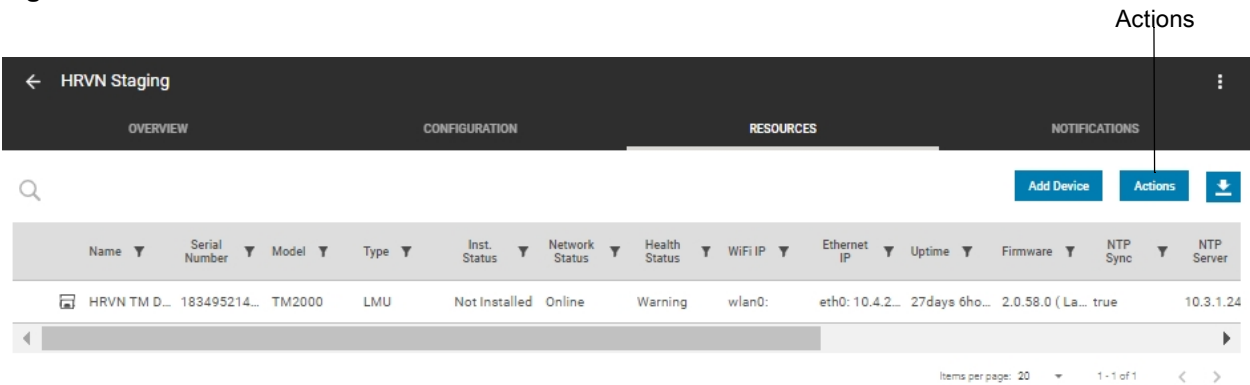 Actions
HRVN Staging
OVERVIEW CONFIGURATION RESOURCES NOTIFICATIONS
Add Device Actions
Name Serial Number Model Type Inst. Status Network Status Health Status WiFi IP Ethernet IP Uptime Firmware NTP Sync NTP Server
HRVN TM D... 183495214... TM2000 LMU Not Installed Online Warning wlan0: eth0: 10.4.2... 27days 6ho... 2.0.58.0 ( La... true 10.3.1.24
Items per page: 20 1 - 1 of 1